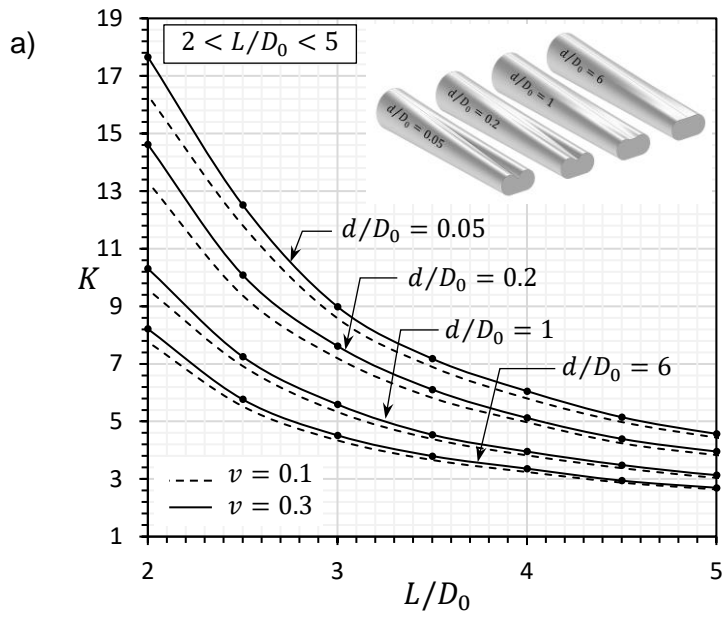 a)
19
17
15
13
11
9
7
5
3
1
K
2 < L/D₀ < 5
d/D₀ = 0.05
d/D₀ = 0.2
d/D₀ = 1
d/D₀ = 6
d/D₀ = 0.05
d/D₀ = 0.2
d/D₀ = 1
d/D₀ = 6
v = 0.1
v = 0.3
2 3 4 5
L/D₀